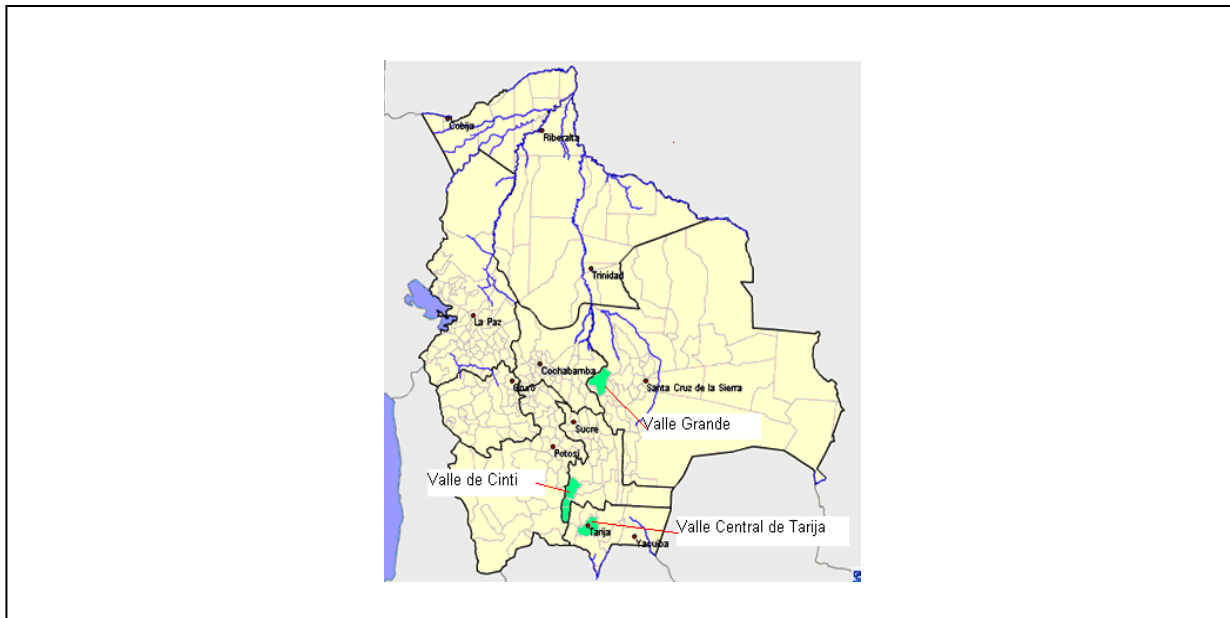 Cobija
Riberalta
Trinidad
La Paz
Cochabamba
Oruro
Santa Cruz de la Sierra
Valle Grande
Sucre
Potosí
Valle de Cinti
Valle Central de Tarija
Tarija
Yacuiba